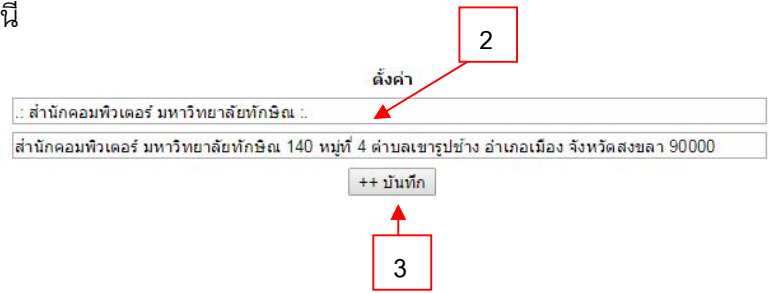 นี้
2
ตั้งค่า
.: สำนักคอมพิวเตอร์ มหาวิทยาลัยทักษิณ :.
สำนักคอมพิวเตอร์ มหาวิทยาลัยทักษิณ 140 หมู่ที่ 4 ตำบลเขารูปช้าง อำเภอเมือง จังหวัดสงขลา 90000
++ บันทึก
3